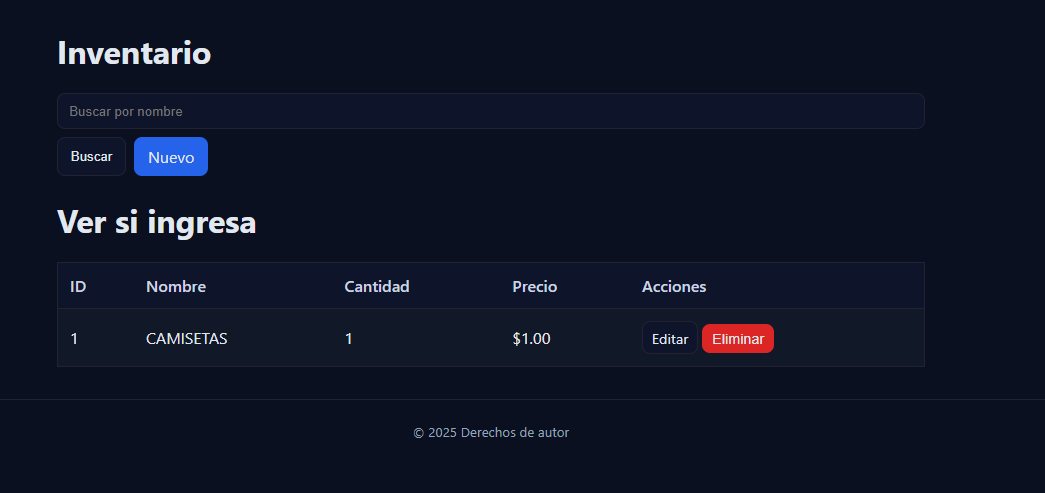 Inventario
Buscar por nombre
Buscar Nuevo
Ver si ingresa
ID Nombre Cantidad Precio Acciones
1 CAMISETAS 1 $1.00 Editar Eliminar
© 2025 Derechos de autor